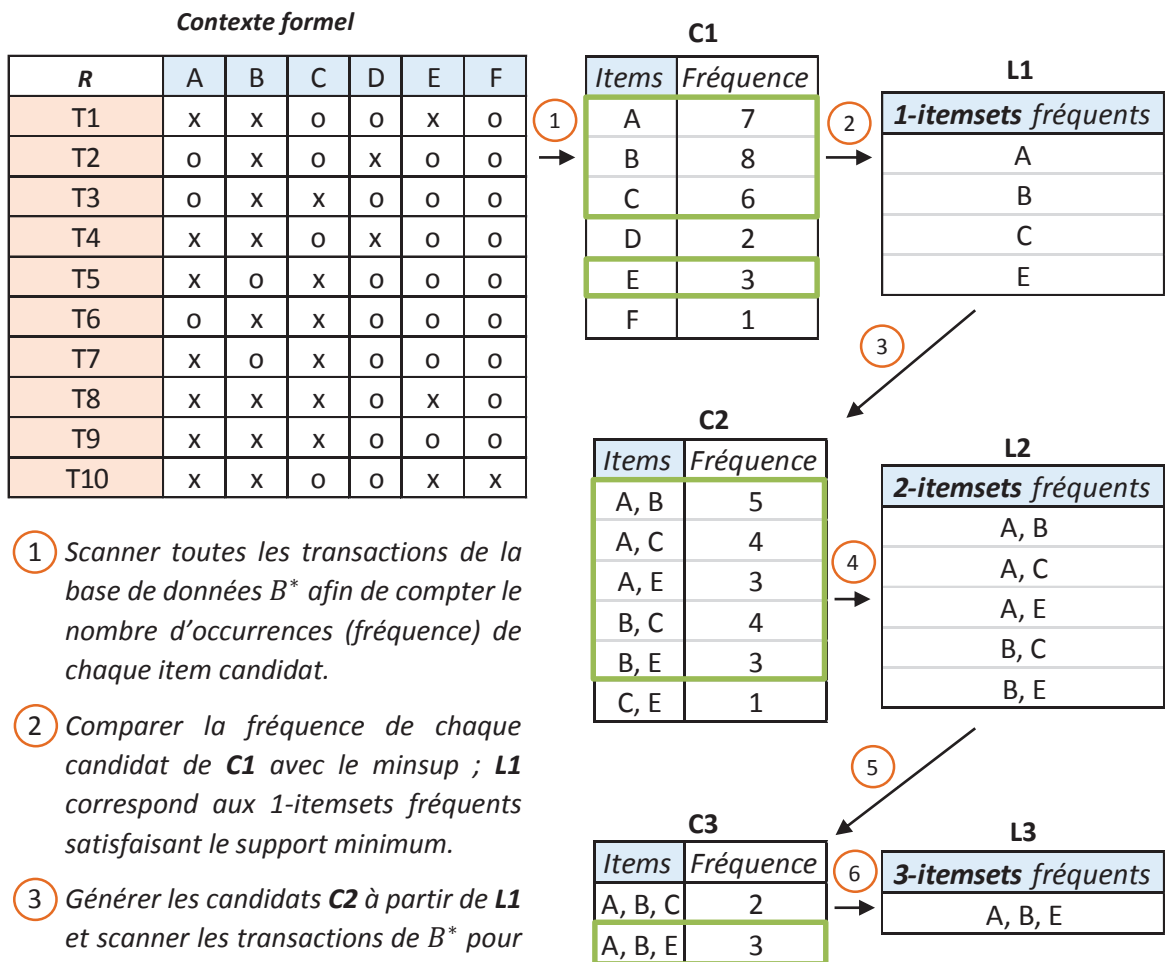 Contexte formel
R A B C D E F
T1 x x o o x o
T2 o x o x o o
T3 o x x o o o
T4 x x o x o o
T5 x o x o o o
T6 o x x o o o
T7 x o x o o o
T8 x x x o x o
T9 x x x o o o
T10 x x o o x x
1
C1
Items Fréquence
A 7
B 8
C 6
D 2
E 3
F 1
2
L1
1-itemsets fréquents
A
B
C
E
3
C2
Items Fréquence
A, B 5
A, C 4
A, E 3
B, C 4
B, E 3
C, E 1
4
L2
2-itemsets fréquents
A, B
A, C
A, E
B, C
B, E
5
C3
Items Fréquence
A, B, C 2
A, B, E 3
6
L3
3-itemsets fréquents
A, B, E
1 Scanner toutes les transactions de la
base de données B* afin de compter le
nombre d'occurrences (fréquence) de
chaque item candidat.
2 Comparer la fréquence de chaque
candidat de C1 avec le minsup ; L1
correspond aux 1-itemsets fréquents
satisfaisant le support minimum.
3 Générer les candidats C2 à partir de L1
et scanner les transactions de B* pour